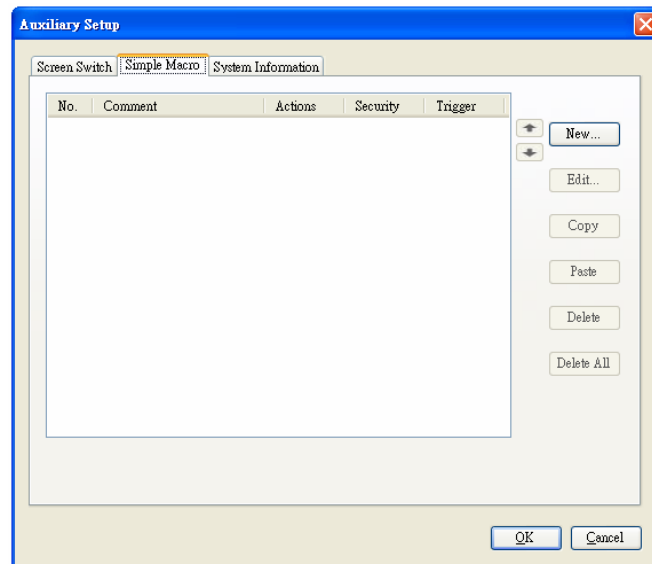 Auxiliary Setup
Screen Switch Simple Macro System Information
No. Comment Actions Security Trigger
New...
Edit...
Copy
Paste
Delete
Delete All
OK Cancel